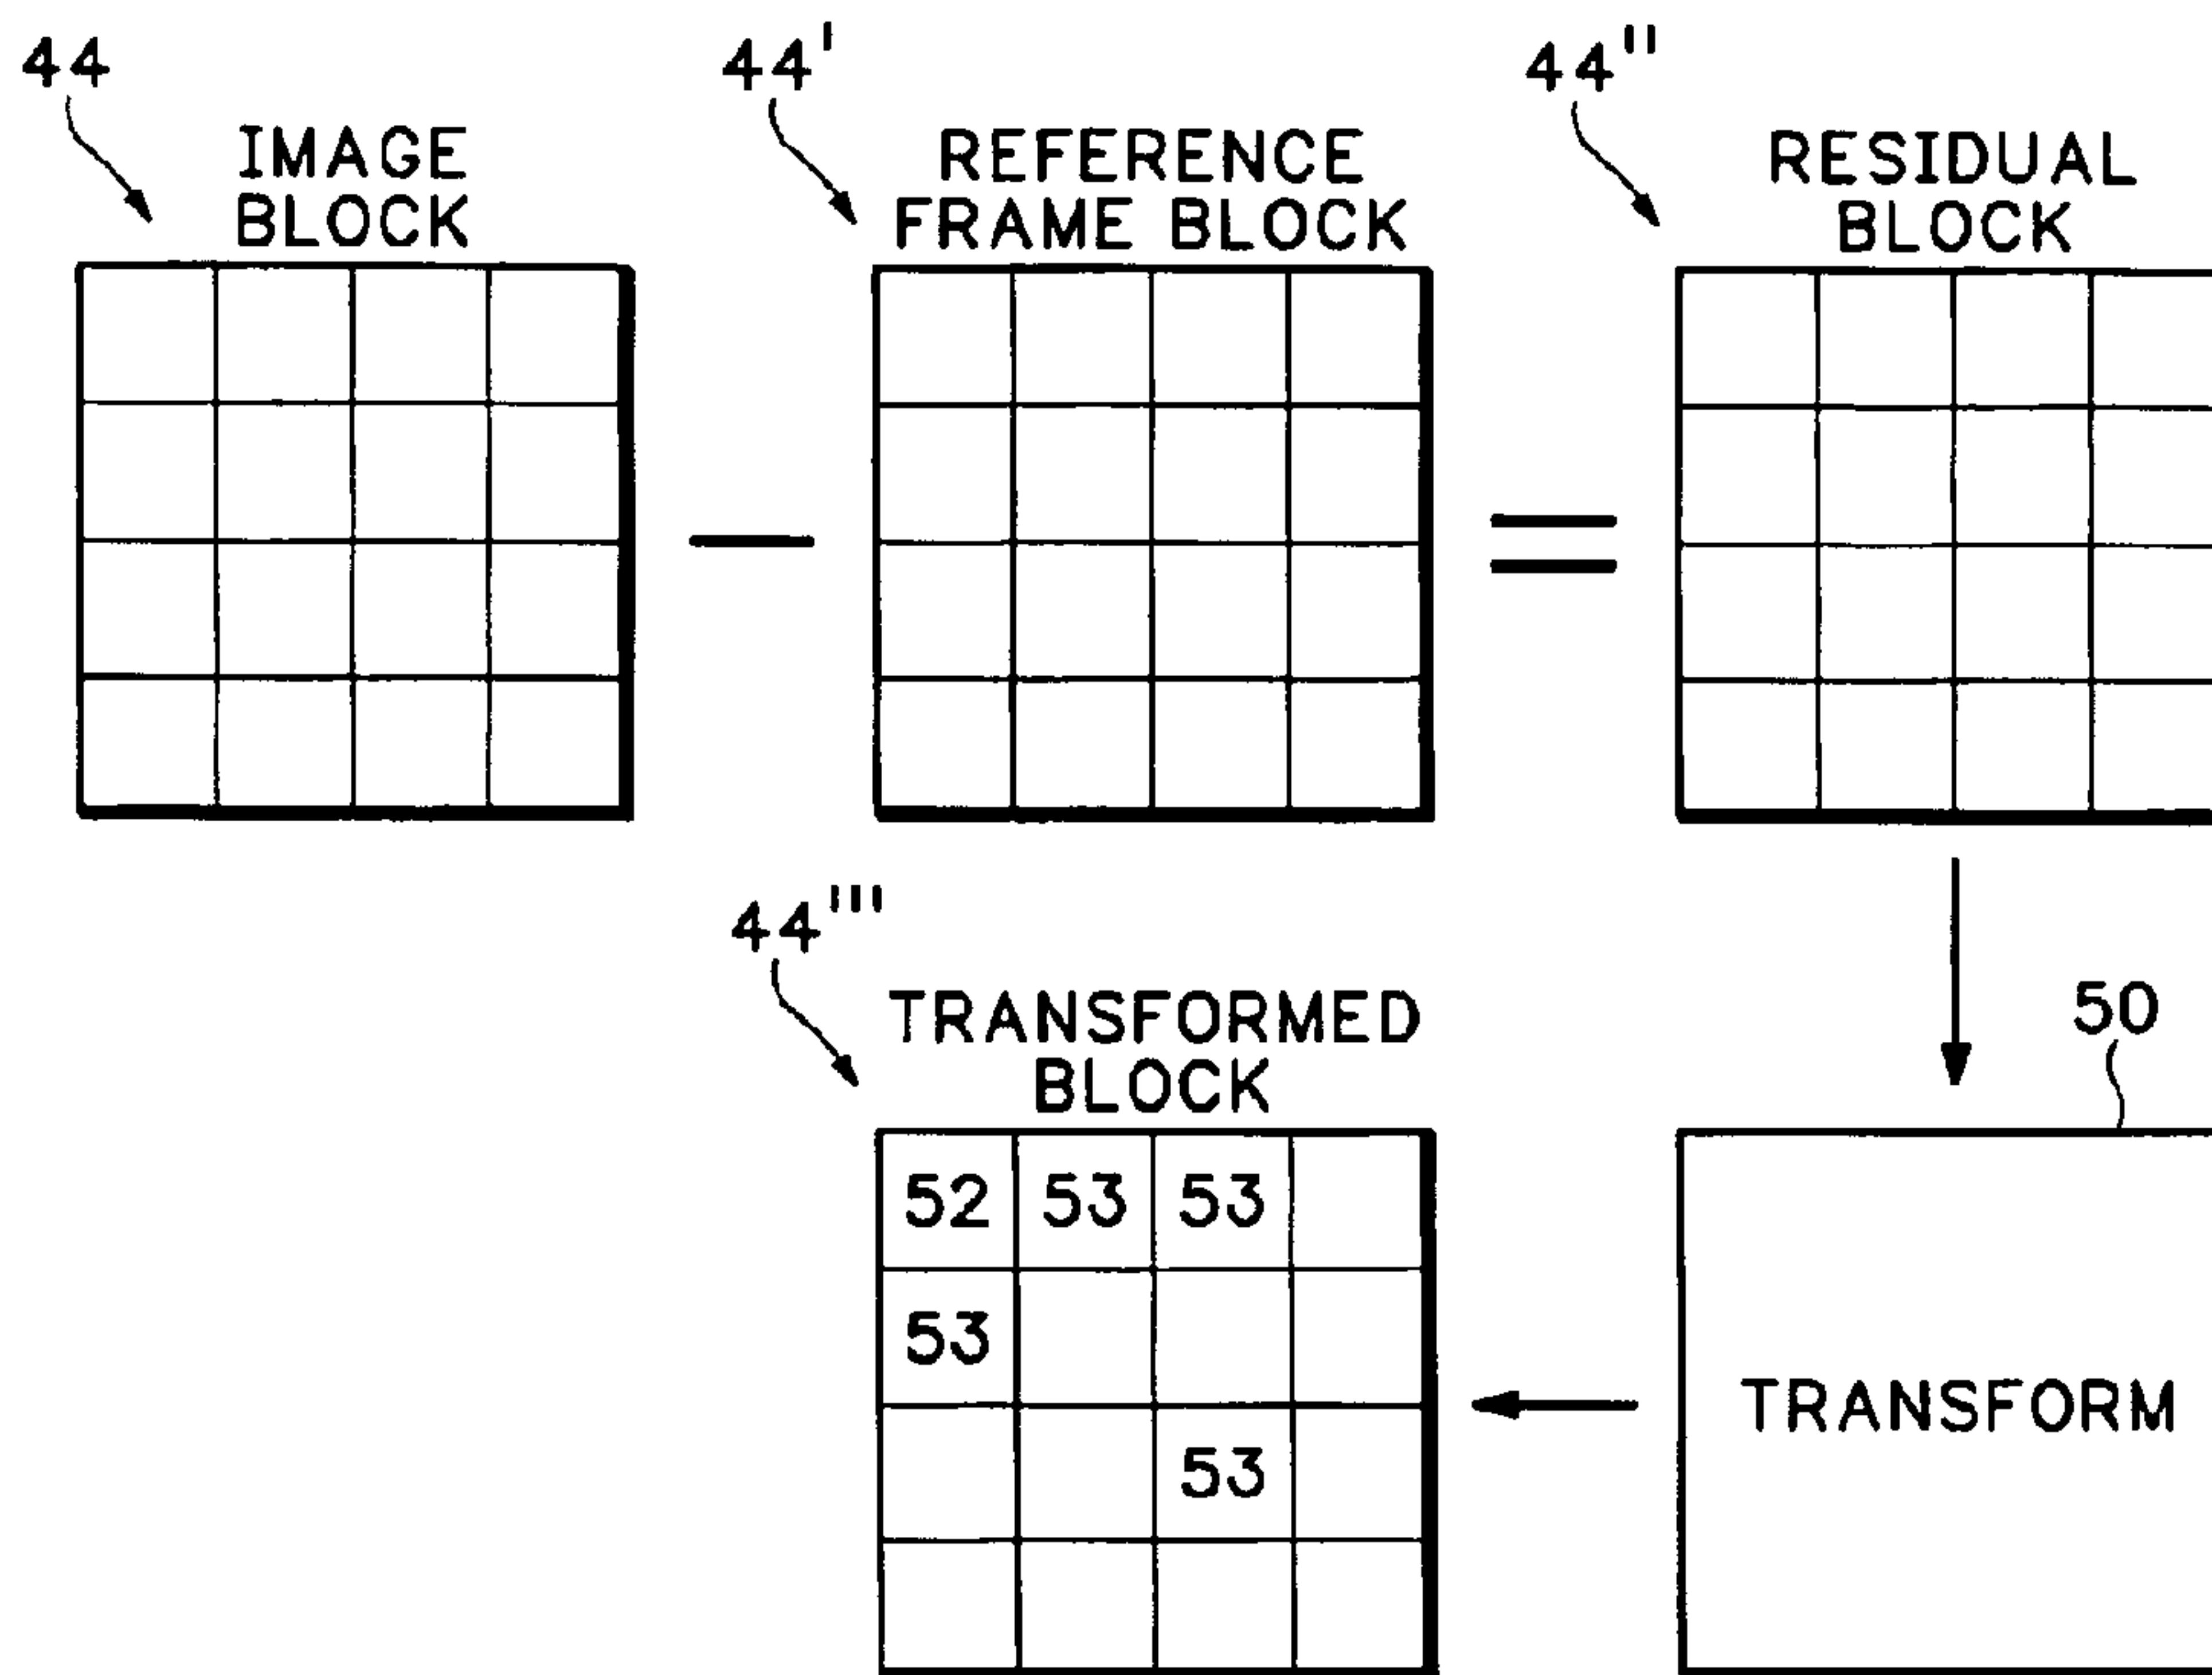 44
IMAGE
BLOCK
44'
REFERENCE
FRAME BLOCK
44''
RESIDUAL
BLOCK
—
=
44'''
TRANSFORMED
BLOCK
50
52 53 53
53
53
TRANSFORM